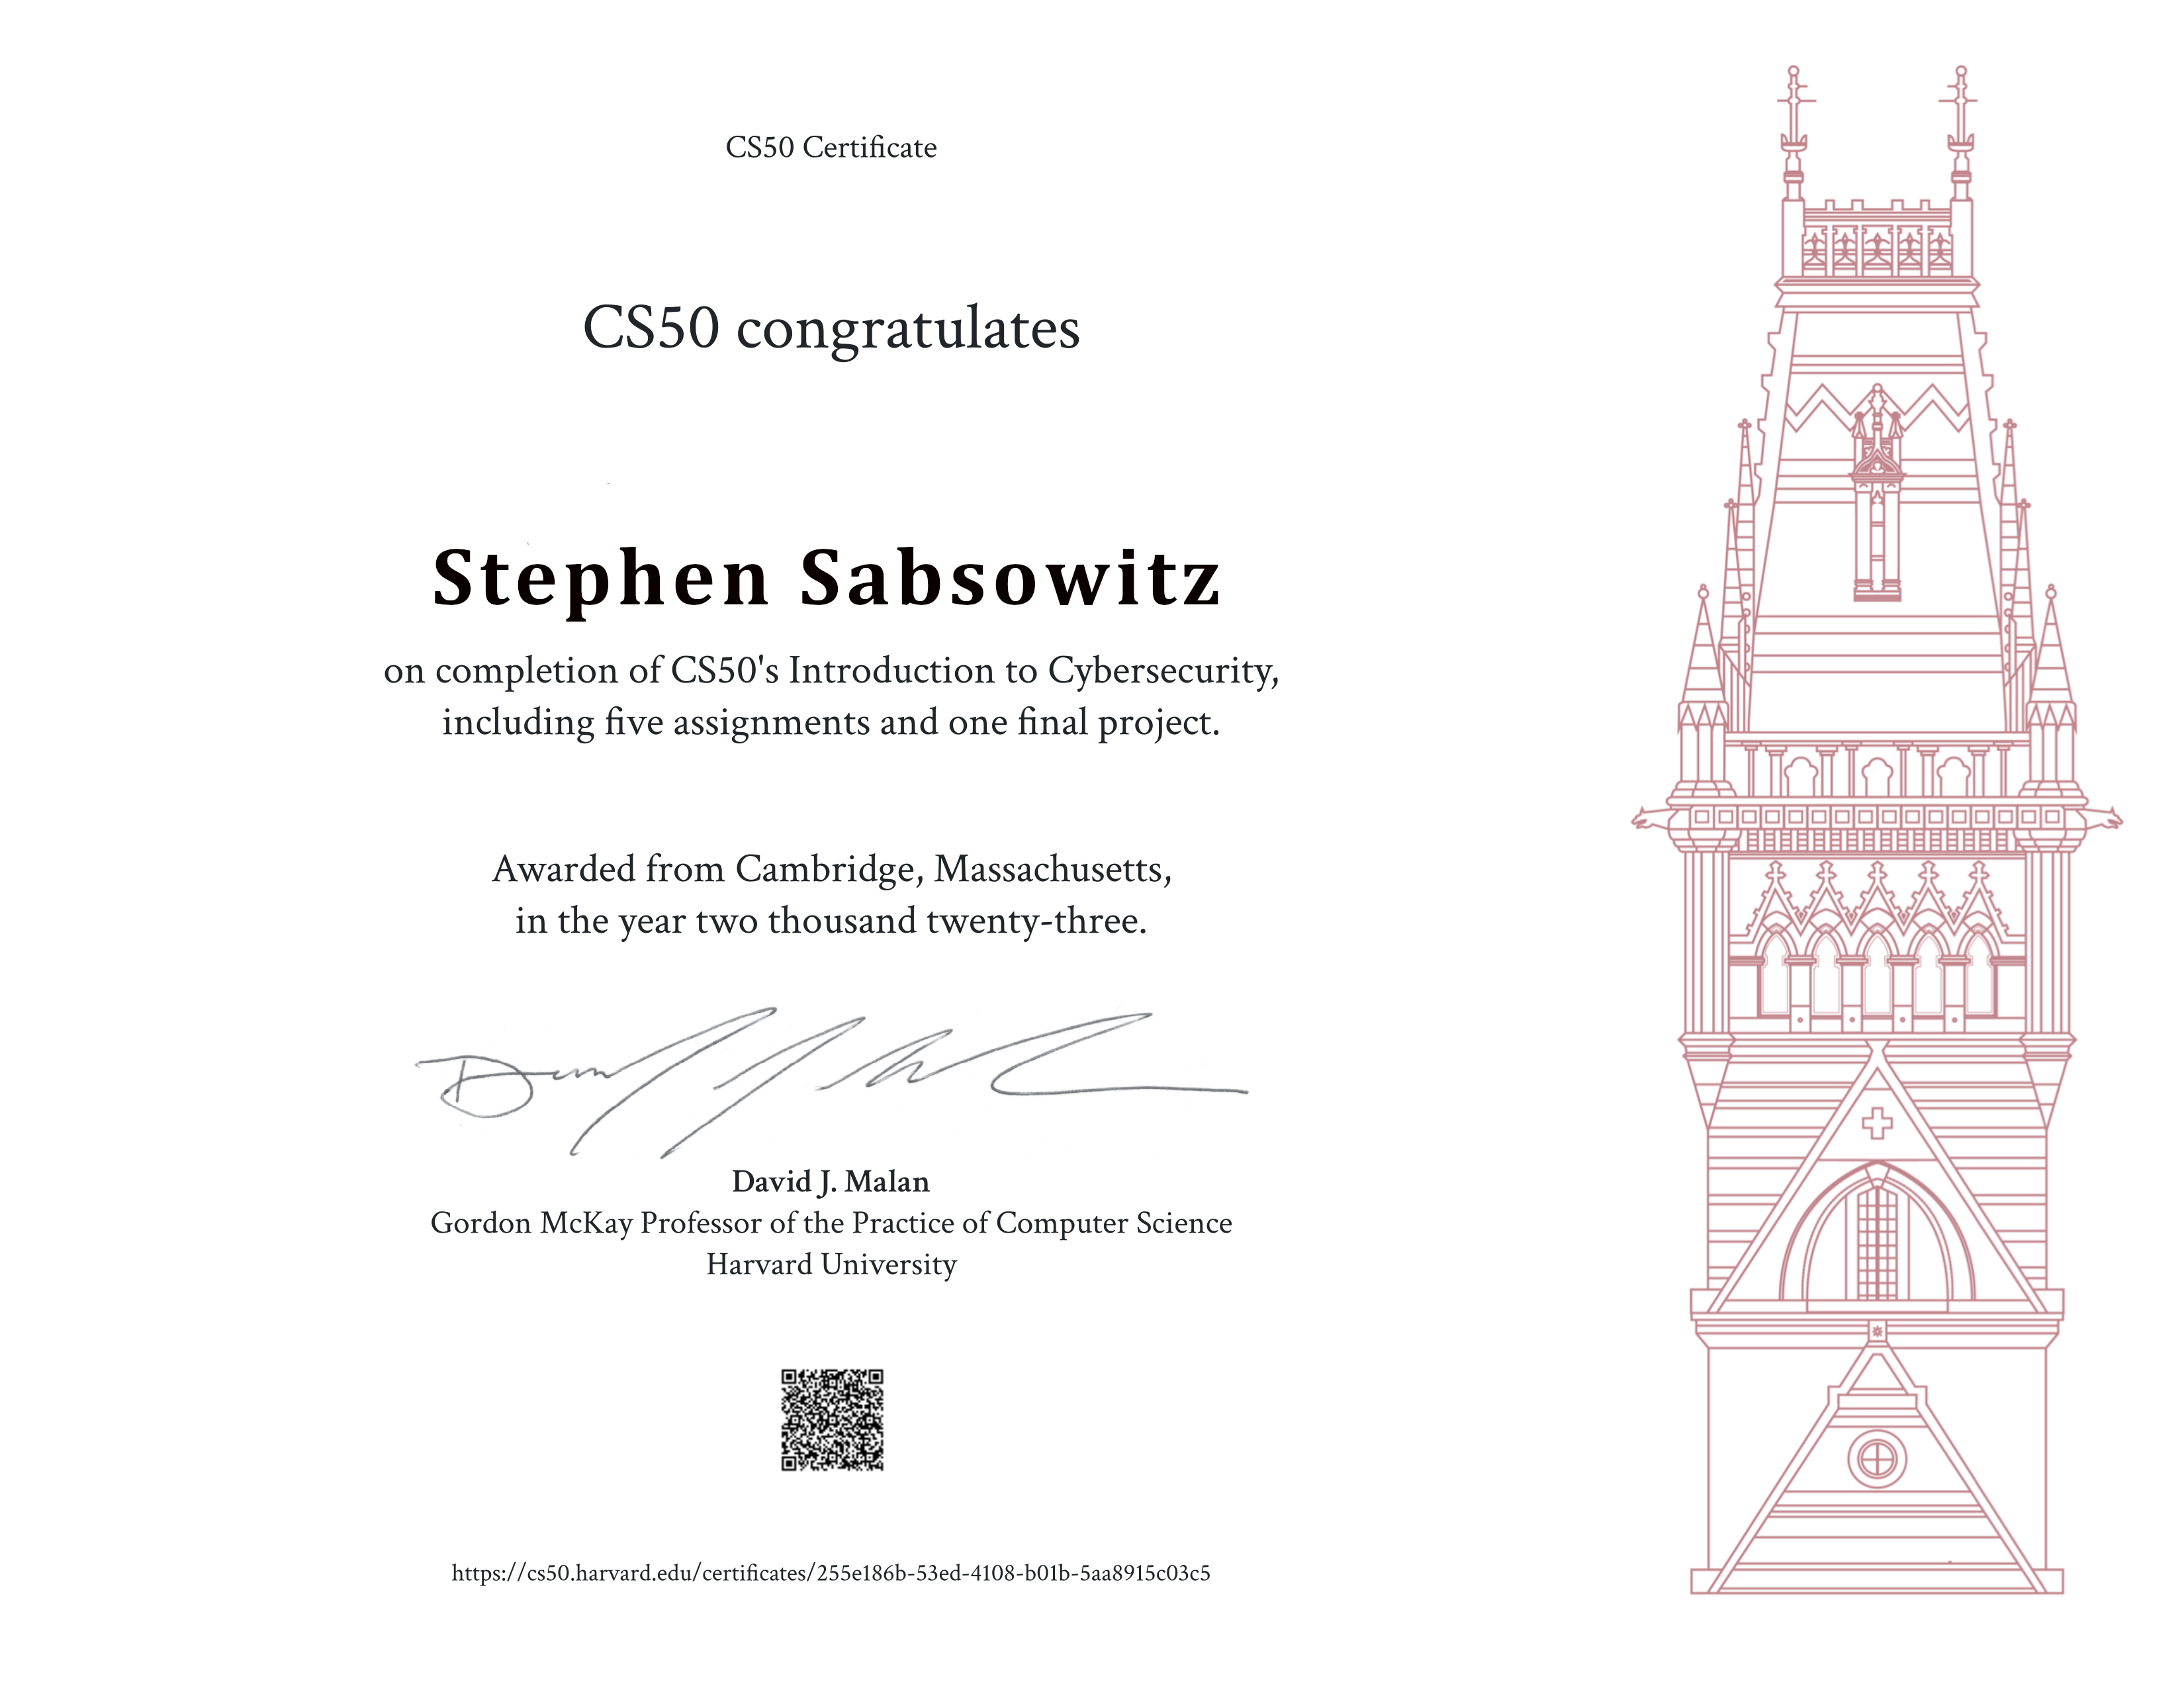 CS50 Certificate
CS50 congratulates
Stephen Sabsowitz
on completion of CS50's Introduction to Cybersecurity,
including five assignments and one final project.
Awarded from Cambridge, Massachusetts,
in the year two thousand twenty-three.
David J. Malan
Gordon McKay Professor of the Practice of Computer Science
Harvard University
https://cs50.harvard.edu/certificates/255e186b-53ed-4108-b01b-5aa8915c03c5